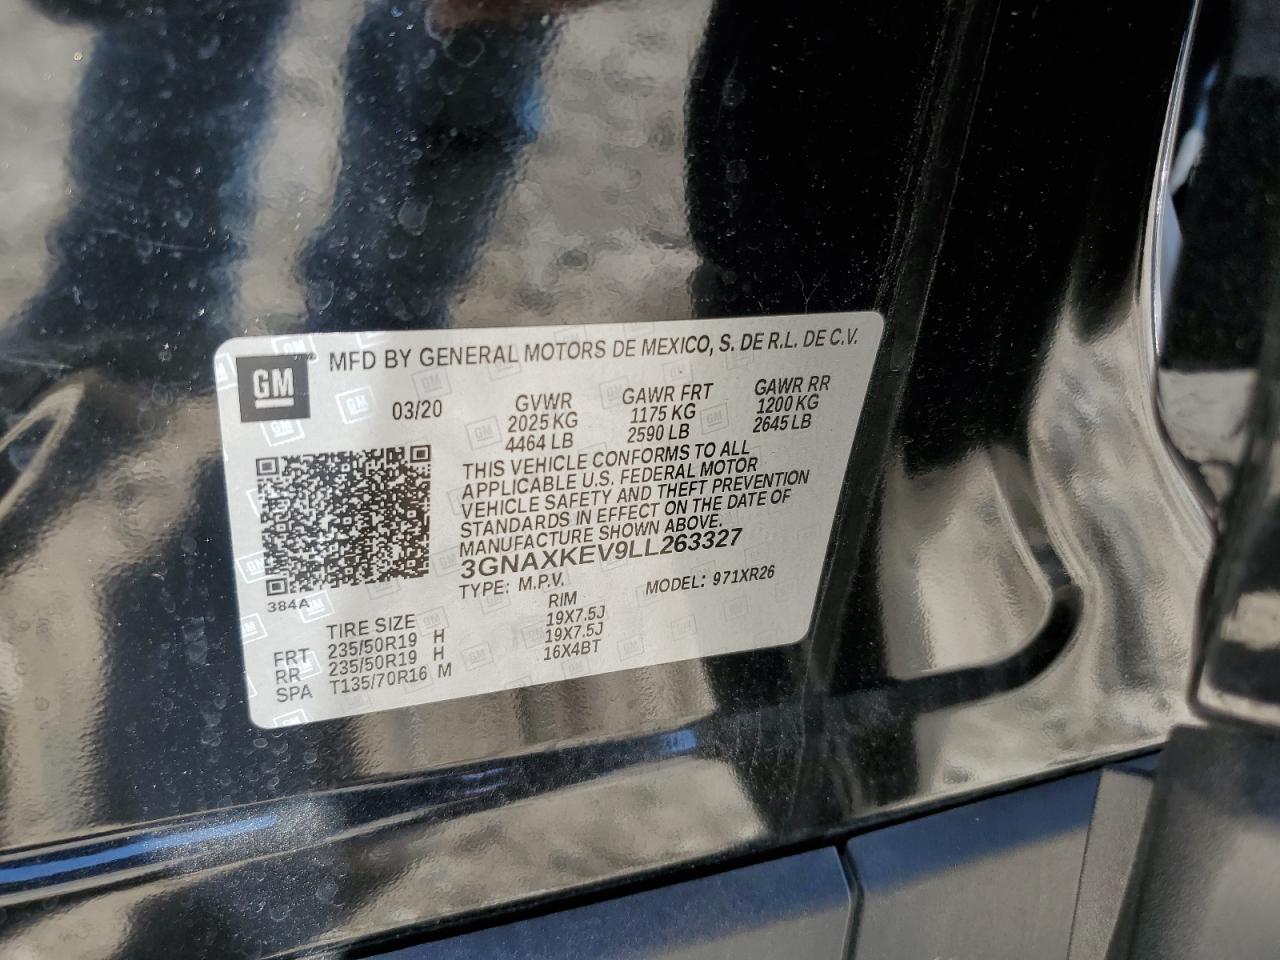 GM
MFD BY GENERAL MOTORS DE MEXICO, S. DE R.L. DE C.V.
03/20
GVWR GAWR FRT GAWR RR
2025 KG 1175 KG 1200 KG
4464 LB 2590 LB 2645 LB
THIS VEHICLE CONFORMS TO ALL
APPLICABLE U.S. FEDERAL MOTOR
VEHICLE SAFETY AND THEFT PREVENTION
STANDARDS IN EFFECT ON THE DATE OF
MANUFACTURE SHOWN ABOVE.
3GNAXKEV9LL263327
TYPE: M.P.V. MODEL: 971XR26
384A
TIRE SIZE RIM
FRT 235/50R19 H 19X7.5J
RR 235/50R19 H 19X7.5J
SPA T135/70R16 M 16X4BT